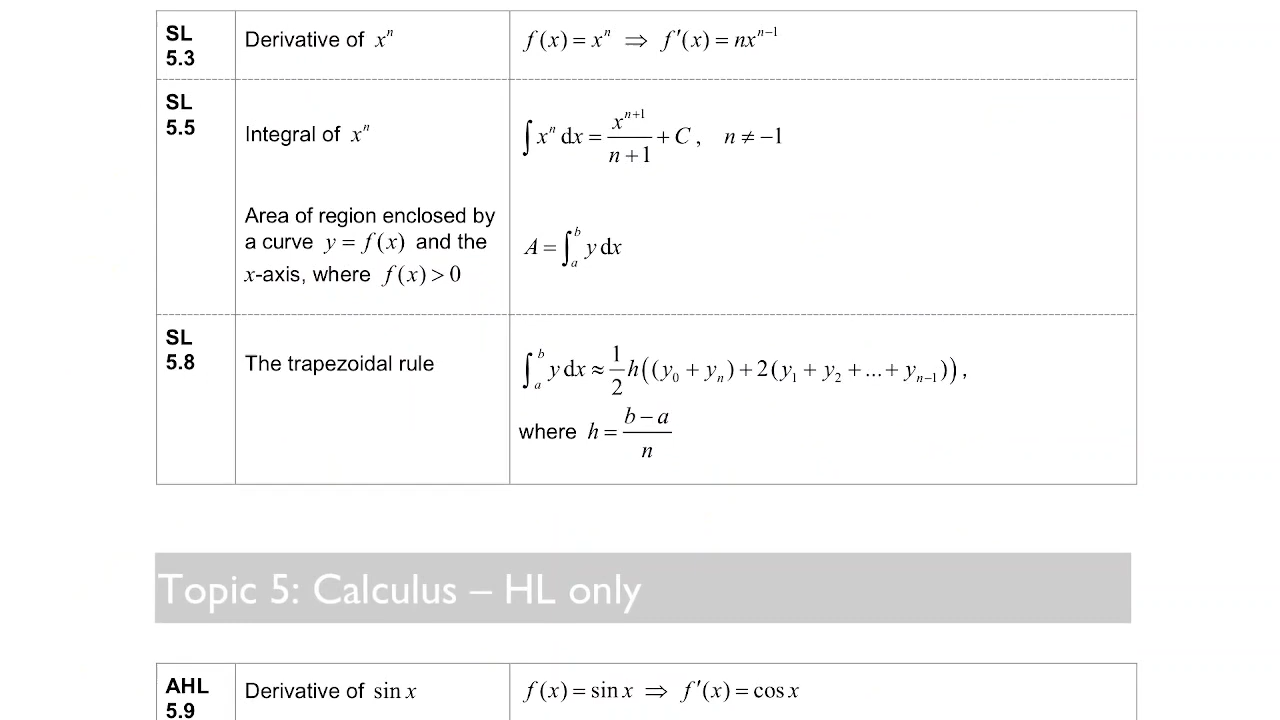 SL 5.3 Derivative of xⁿ f(x) = xⁿ ⇒ f′(x) = nxⁿ⁻¹
SL 5.5
Integral of xⁿ ∫xⁿ dx = xⁿ⁺¹/(n+1) + C, n ≠ −1
Area of region enclosed by
a curve y = f(x) and the
x-axis, where f(x) > 0
A = ∫ₐᵇ y dx
SL 5.8
The trapezoidal rule ∫ₐᵇ y dx ≈ 1/2 h((y₀ + yₙ) + 2(y₁ + y₂ + ... + yₙ₋₁)),
where h = (b − a)/n
Topic 5: Calculus – HL only
AHL 5.9 Derivative of sin x f(x) = sin x ⇒ f′(x) = cos x